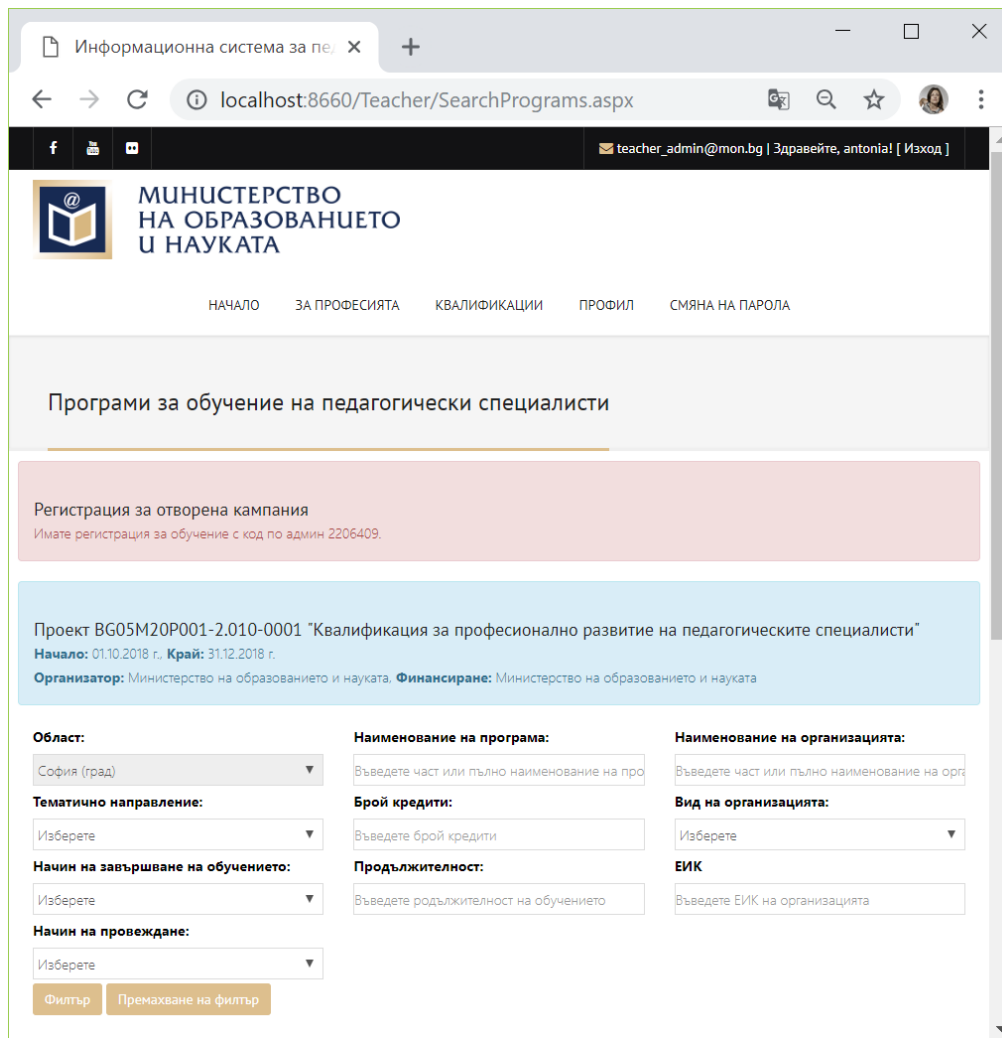 Информационна система за пе
localhost:8660/Teacher/SearchPrograms.aspx
teacher_admin@mon.bg | Здравейте, antonia! [ Изход ]
МИНИСТЕРСТВО
НА ОБРАЗОВАНИЕТО
И НАУКАТА
НАЧАЛО ЗА ПРОФЕСИЯТА КВАЛИФИКАЦИИ ПРОФИЛ СМЯНА НА ПАРОЛА
Програми за обучение на педагогически специалисти
Регистрация за отворена кампания
Имате регистрация за обучение с код по админ 2206409.
Проект BG05M20P001-2.010-0001 "Квалификация за професионално развитие на педагогическите специалисти"
Начало: 01.10.2018 г., Край: 31.12.2018 г.
Организатор: Министерство на образованието и науката, Финансиране: Министерство на образованието и науката
Област: Наименование на програма: Наименование на организацията:
София (град) Въведете част или пълно наименование на про Въведете част или пълно наименование на орга
Тематично направление: Брой кредити: Вид на организацията:
Изберете Въведете брой кредити Изберете
Начин на завършване на обучението: Продължителност: ЕИК
Изберете Въведете родължителност на обучението Въведете ЕИК на организацията
Начин на провеждане:
Изберете
Филтър Премахване на филтър